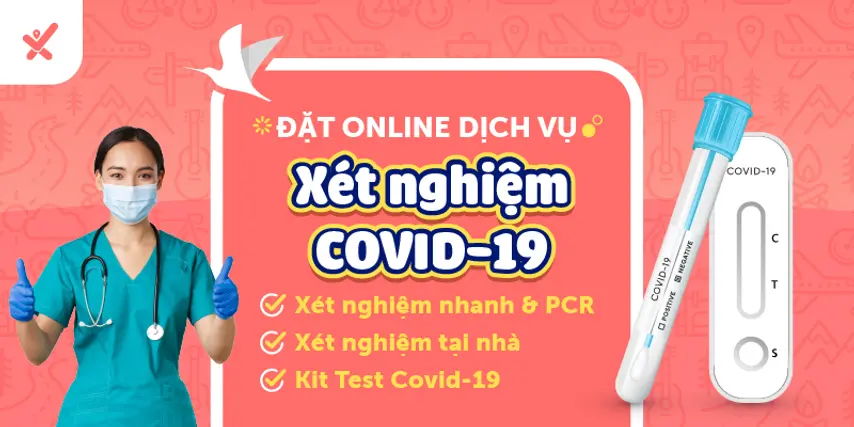 ĐẶT ONLINE DỊCH VỤ
Xét nghiệm
COVID-19
Xét nghiệm nhanh & PCR
Xét nghiệm tại nhà
Kit Test Covid-19
COVID-19
POSITIVE
NEGATIVE
COVID-19
C
T
S